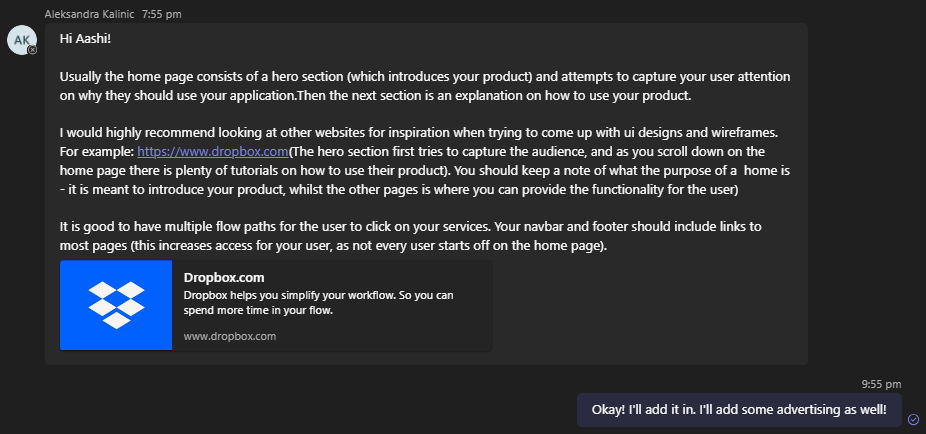 Aleksandra Kalinic 7:55 pm
AK
Hi Aashi!
Usually the home page consists of a hero section (which introduces your product) and attempts to capture your user attention
on why they should use your application.Then the next section is an explanation on how to use your product.
I would highly recommend looking at other websites for inspiration when trying to come up with ui designs and wireframes.
For example: https://www.dropbox.com(The hero section first tries to capture the audience, and as you scroll down on the
home page there is plenty of tutorials on how to use their product). You should keep a note of what the purpose of a  home is
- it is meant to introduce your product, whilst the other pages is where you can provide the functionality for the user)
It is good to have multiple flow paths for the user to click on your services. Your navbar and footer should include links to
most pages (this increases access for your user, as not every user starts off on the home page).
Dropbox.com
Dropbox helps you simplify your workflow. So you can
spend more time in your flow.
www.dropbox.com
9:55 pm
Okay! I'll add it in. I'll add some advertising as well!